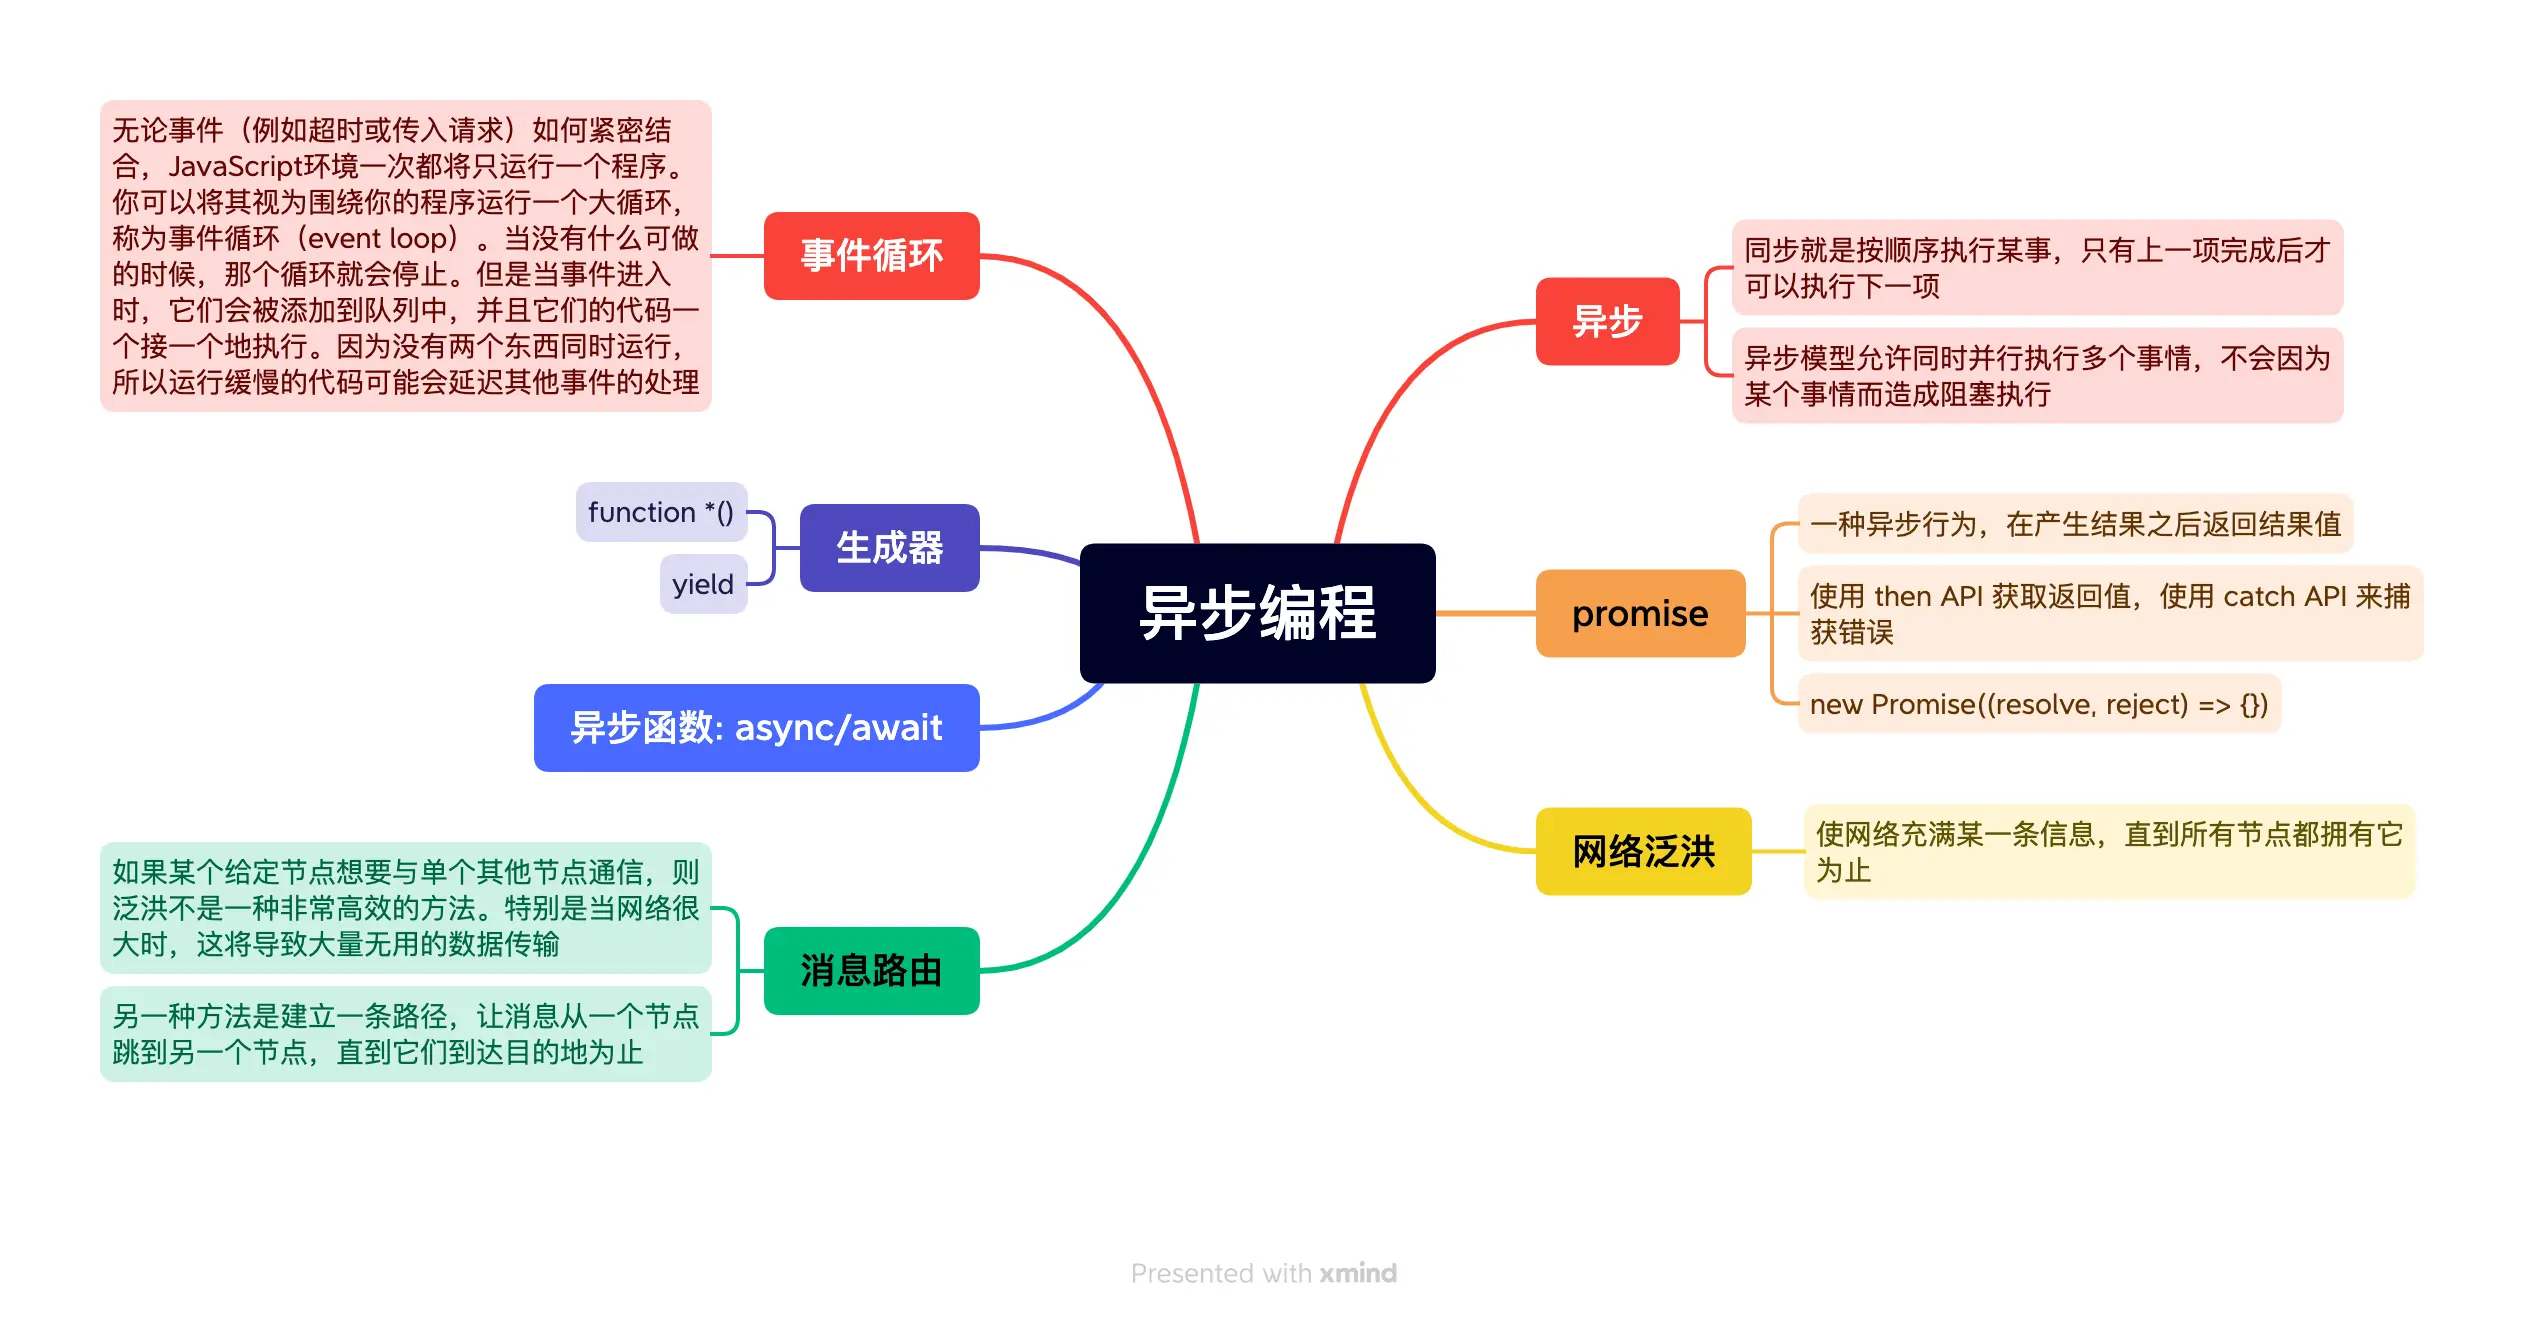 异步编程
异步
同步就是按顺序执行某事，只有上一项完成后才
可以执行下一项
异步模型允许同时并行执行多个事情，不会因为
某个事情而造成阻塞执行
promise
一种异步行为，在产生结果之后返回结果值
使用 then API 获取返回值，使用 catch API 来捕
获错误
new Promise((resolve, reject) => {})
网络泛洪
使网络充满某一条信息，直到所有节点都拥有它
为止
事件循环
无论事件（例如超时或传入请求）如何紧密结
合，JavaScript环境一次都将只运行一个程序。
你可以将其视为围绕你的程序运行一个大循环，
称为事件循环（event loop）。当没有什么可做
的时候，那个循环就会停止。但是当事件进入
时，它们会被添加到队列中，并且它们的代码一
个接一个地执行。因为没有两个东西同时运行，
所以运行缓慢的代码可能会延迟其他事件的处理
生成器
function *()
yield
异步函数: async/await
消息路由
如果某个给定节点想要与单个其他节点通信，则
泛洪不是一种非常高效的方法。特别是当网络很
大时，这将导致大量无用的数据传输
另一种方法是建立一条路径，让消息从一个节点
跳到另一个节点，直到它们到达目的地为止
Presented with xmind